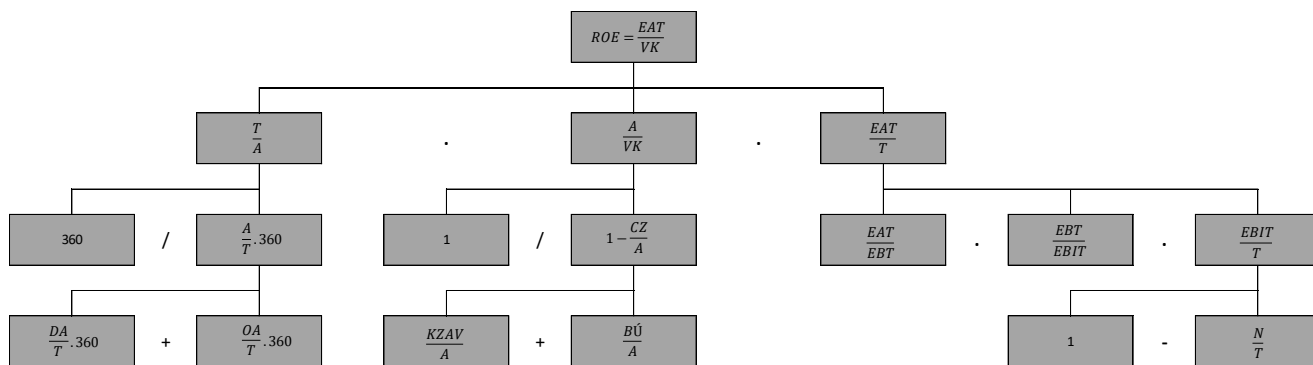 ROE = EAT/VK
T/A . A/VK . EAT/T
360 / A/T .360 1 / 1 − CZ/A EAT/EBT . EBT/EBIT . EBIT/T
DA/T .360 + OA/T .360 KZAV/A + BÚ/A 1 - N/T